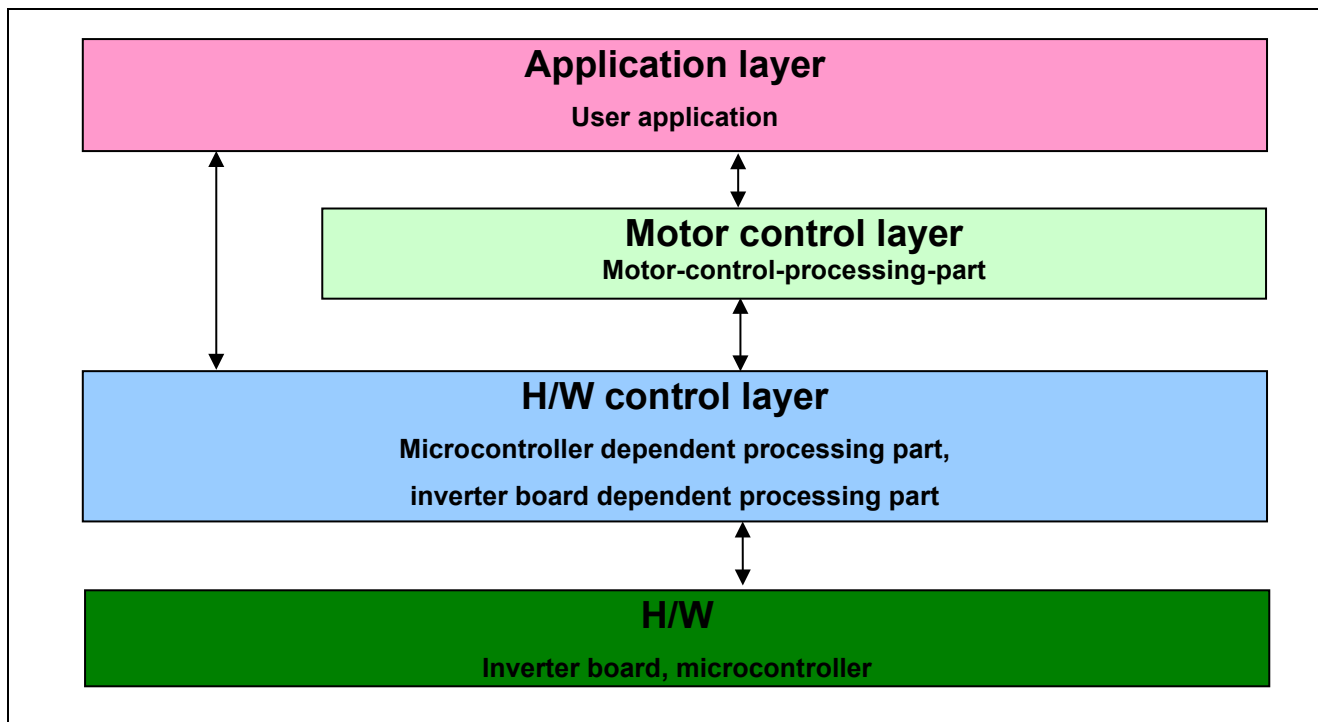 Application layer
User application
Motor control layer
Motor-control-processing-part
H/W control layer
Microcontroller dependent processing part,
inverter board dependent processing part
H/W
Inverter board, microcontroller